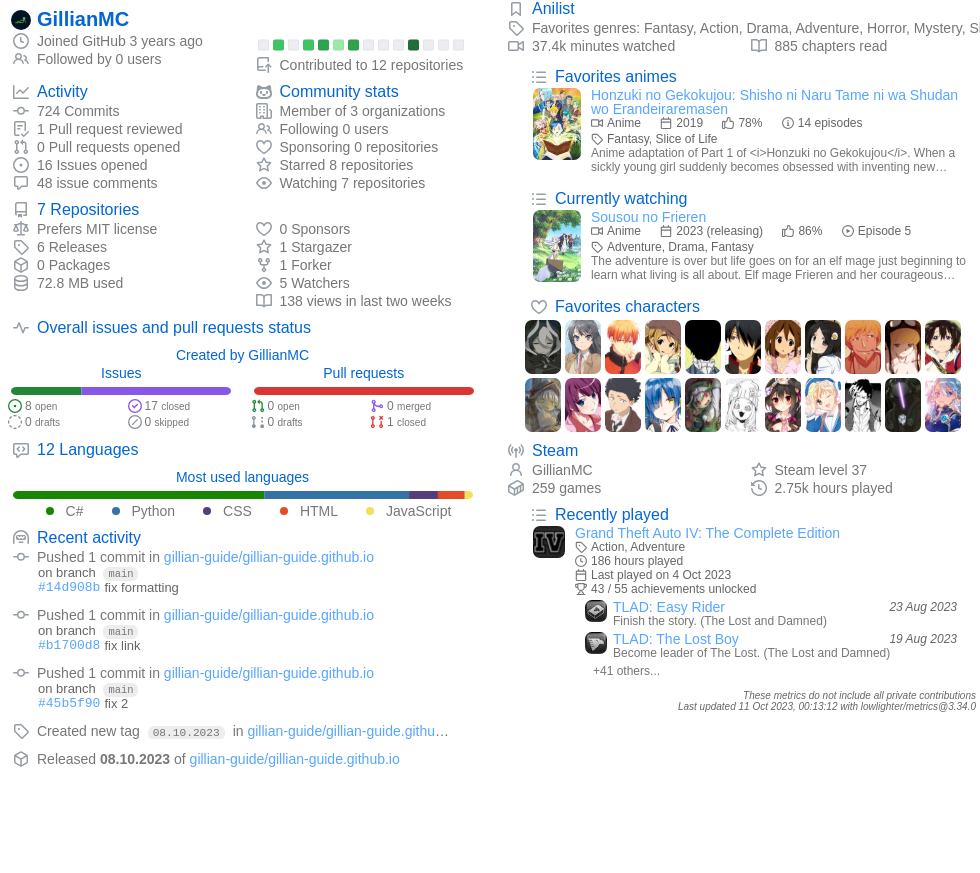 GillianMC
Joined GitHub 3 years ago
Followed by 0 users
Contributed to 12 repositories
Activity
724 Commits
1 Pull request reviewed
0 Pull requests opened
16 Issues opened
48 issue comments
Community stats
Member of 3 organizations
Following 0 users
Sponsoring 0 repositories
Starred 8 repositories
Watching 7 repositories
7 Repositories
Prefers MIT license
6 Releases
0 Packages
72.8 MB used
0 Sponsors
1 Stargazer
1 Forker
5 Watchers
138 views in last two weeks
Overall issues and pull requests status
Created by GillianMC
Issues
8 open
17 closed
0 drafts
0 skipped
Pull requests
0 open
0 merged
0 drafts
1 closed
12 Languages
Most used languages
C# Python CSS HTML JavaScript
Recent activity
Pushed 1 commit in gillian-guide/gillian-guide.github.io
on branch main
#14d908b fix formatting
Pushed 1 commit in gillian-guide/gillian-guide.github.io
on branch main
#b1700d8 fix link
Pushed 1 commit in gillian-guide/gillian-guide.github.io
on branch main
#45b5f90 fix 2
Created new tag 08.10.2023 in gillian-guide/gillian-guide.githu…
Released 08.10.2023 of gillian-guide/gillian-guide.github.io
Anilist
Favorites genres: Fantasy, Action, Drama, Adventure, Horror, Mystery, S
37.4k minutes watched
885 chapters read
Favorites animes
Honzuki no Gekokujou: Shisho ni Naru Tame ni wa Shudan
wo Erandeiraremasen
Anime 2019 78% 14 episodes
Fantasy, Slice of Life
Anime adaptation of Part 1 of <i>Honzuki no Gekokujou</i>. When a
sickly young girl suddenly becomes obsessed with inventing new…
Currently watching
Sousou no Frieren
Anime 2023 (releasing) 86% Episode 5
Adventure, Drama, Fantasy
The adventure is over but life goes on for an elf mage just beginning to
learn what living is all about. Elf mage Frieren and her courageous…
Favorites characters
Steam
GillianMC
Steam level 37
259 games
2.75k hours played
Recently played
Grand Theft Auto IV: The Complete Edition
IV
Action, Adventure
186 hours played
Last played on 4 Oct 2023
43 / 55 achievements unlocked
TLAD: Easy Rider 23 Aug 2023
Finish the story. (The Lost and Damned)
TLAD: The Lost Boy 19 Aug 2023
Become leader of The Lost. (The Lost and Damned)
+41 others...
These metrics do not include all private contributions
Last updated 11 Oct 2023, 00:13:12 with lowlighter/metrics@3.34.0